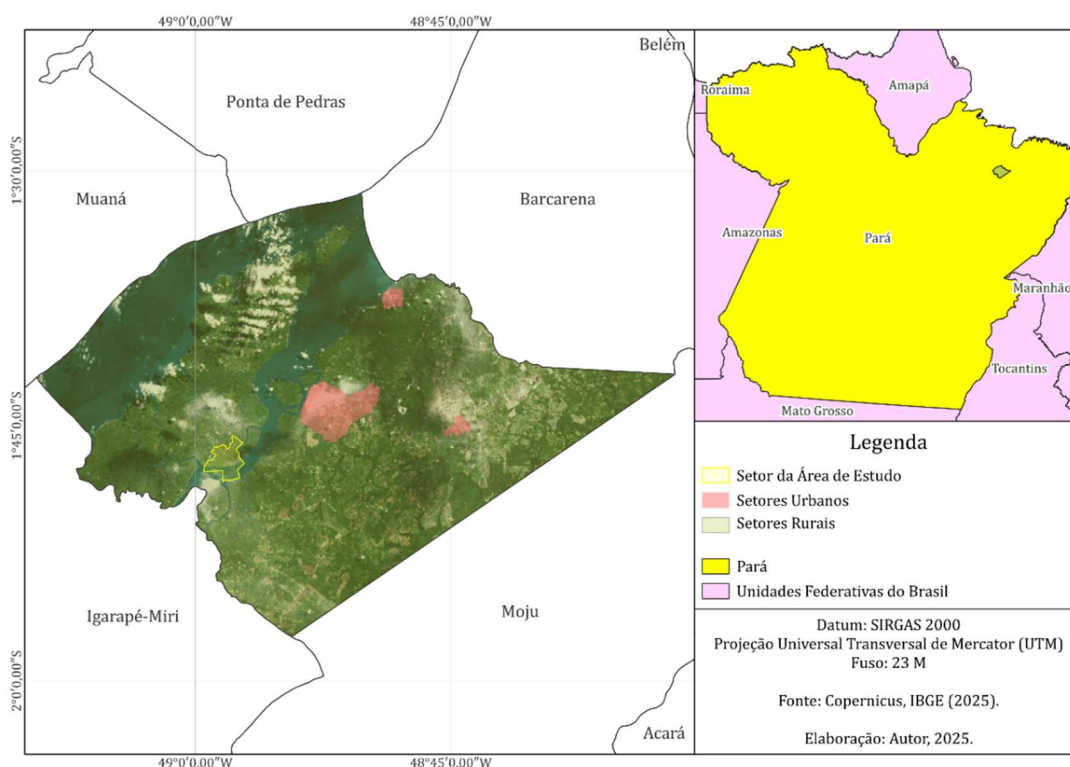 49°0'0,00"W
48°45'0,00"W
Belém
Ponta de Pedras
Muaná
Barcarena
Igarapé-Miri
Moju
Acará
1°30'0,00"S
1°45'0,00"S
2°0'0,00"S
49°0'0,00"W
48°45'0,00"W
Roraima
Amapá
Amazonas
Pará
Maranhão
Tocantins
Mato Grosso
Legenda
Setor da Área de Estudo
Setores Urbanos
Setores Rurais
Pará
Unidades Federativas do Brasil
Datum: SIRGAS 2000
Projeção Universal Transversal de Mercator (UTM)
Fuso: 23 M
Fonte: Copernicus, IBGE (2025).
Elaboração: Autor, 2025.